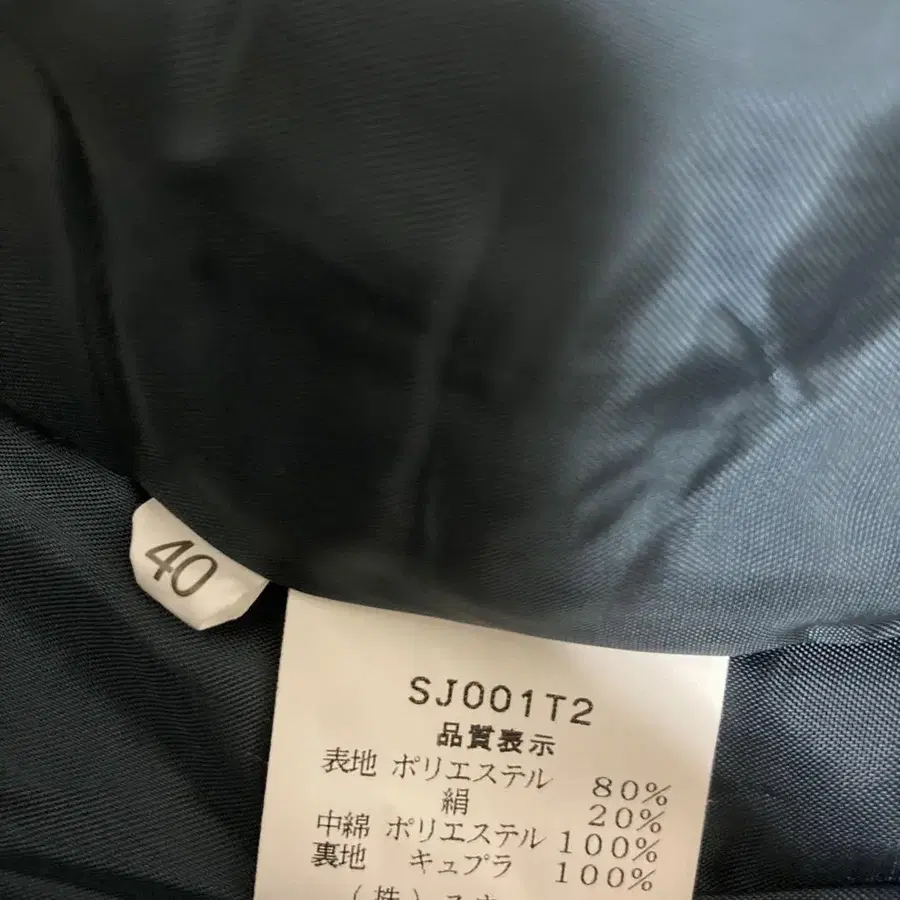 40
SJ001T2
品質表示
表地 ポリエステル 80%
絹 20%
中綿 ポリエステル 100%
裏地 キュプラ 100%
(株)